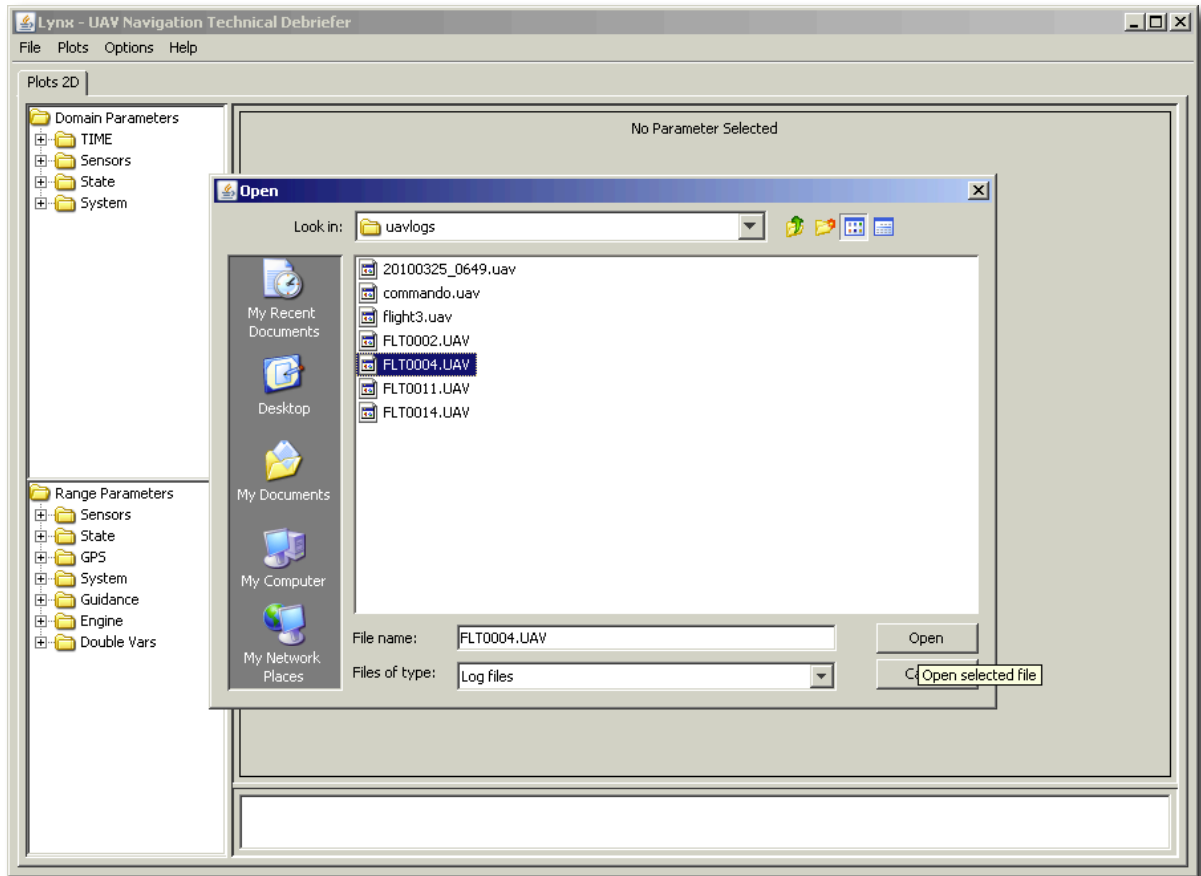 Lynx - UAV Navigation Technical Debriefer
File Plots Options Help
Plots 2D
Domain Parameters
TIME
Sensors
State
System
No Parameter Selected
Open
Look in: uavlogs
My Recent
Documents
Desktop
My Documents
My Computer
My Network
Places
20100325_0649.uav
commando.uav
flight3.uav
FLT0002.UAV
FLT0004.UAV
FLT0011.UAV
FLT0014.UAV
File name: FLT0004.UAV Open
Files of type: Log files
Open selected file
Range Parameters
Sensors
State
GPS
System
Guidance
Engine
Double Vars